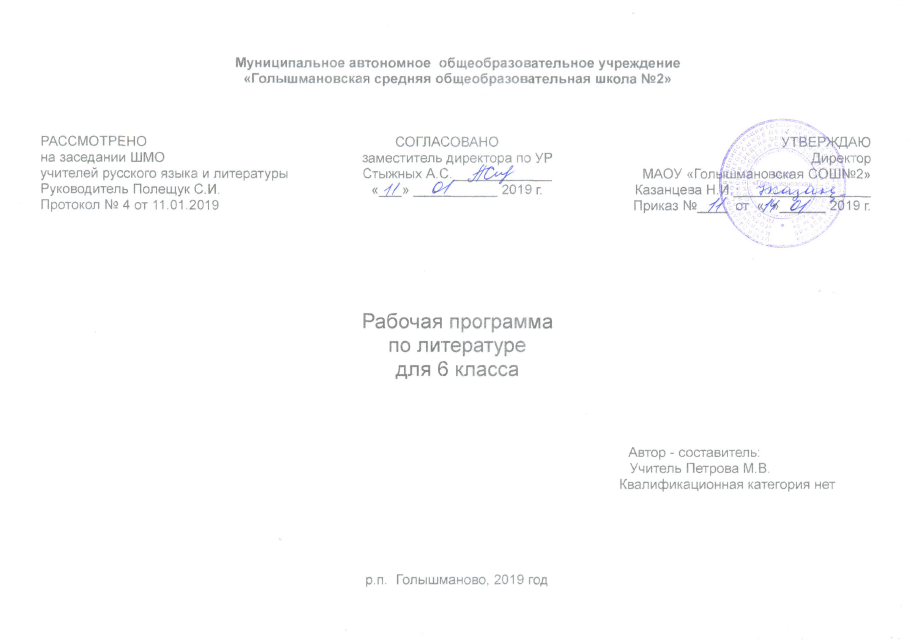 Муниципальное автономное общеобразовательное учреждение
«Голышмановская средняя общеобразовательная школа №2»
РАССМОТРЕНО
на заседании ШМО
учителей русского языка и литературы
Руководитель Полещук С.И.
Протокол № 4 от 11.01.2019
СОГЛАСОВАНО
заместитель директора по УР
Стыжных А.С.
« 11 » 01 2019 г.
УТВЕРЖДАЮ
Директор
МАОУ «Голышмановская СОШ№2»
Казанцева Н.И.
Приказ № 11 от «14» 01 2019 г.
Рабочая программа
по литературе
для 6 класса
Автор - составитель:
Учитель Петрова М.В.
Квалификационная категория нет
р.п. Голышманово, 2019 год